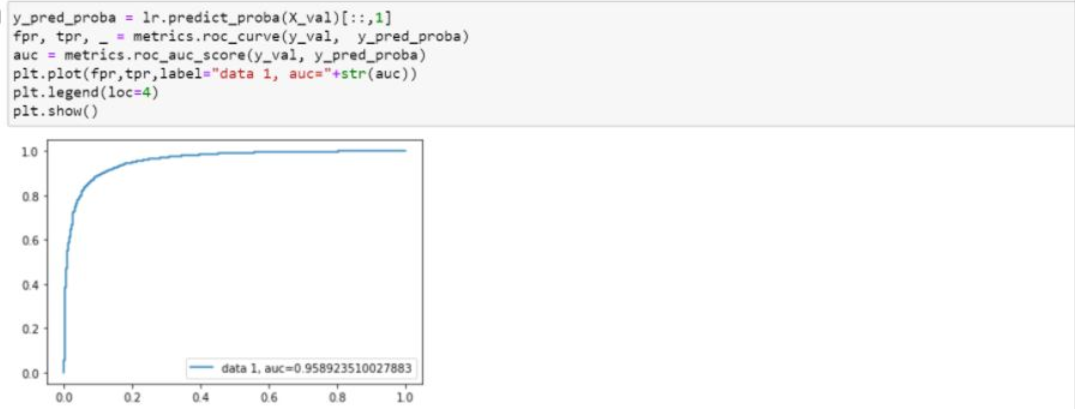 y_pred_proba = lr.predict_proba(X_val)[::,1]
fpr, tpr, _ = metrics.roc_curve(y_val,  y_pred_proba)
auc = metrics.roc_auc_score(y_val, y_pred_proba)
plt.plot(fpr,tpr,label="data 1, auc="+str(auc))
plt.legend(loc=4)
plt.show()
1.0
0.8
0.6
0.4
0.2
0.0
data 1, auc=0.958923510027883
0.0 0.2 0.4 0.6 0.8 1.0